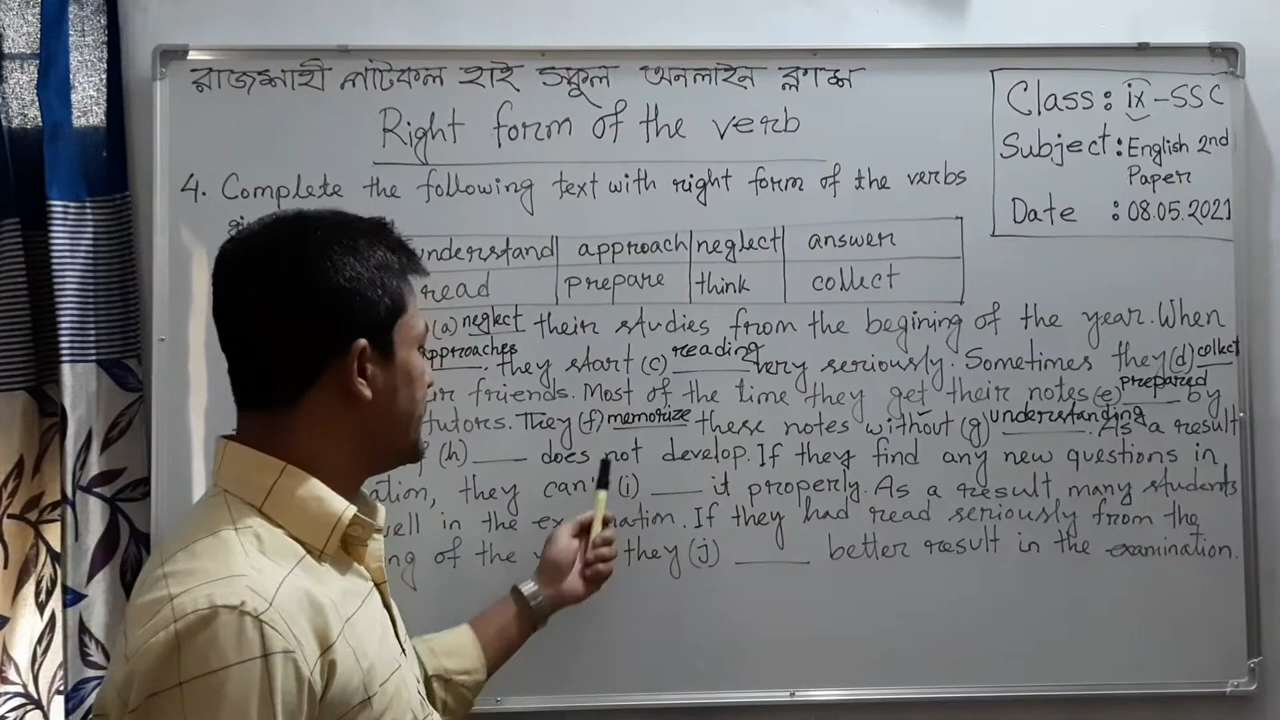 রাজশাহী লাটিকল হাই স্কুল অনলাইন ক্লাস
Right form of the verb
Class: ix-SSC
Subject: English 2nd Paper
Date : 08.05.2021
4. Complete the following text with right form of the verbs
understand approach neglect answer
read prepare think collect
(a) neglect their studies from the begining of the year. When
approaches. they start (c) reading very seriously. Sometimes they (d) collect
friends. Most of the time they get their notes (e) prepared by
tutors. They (f) memorize these notes without (g) understanding. As a result
(h) ___ does not develop. If they find any new questions in
they can't (i) ___ it properly. As a result many students
well in the If they had read seriously from the
of the they (j) ___ better result in the examination.